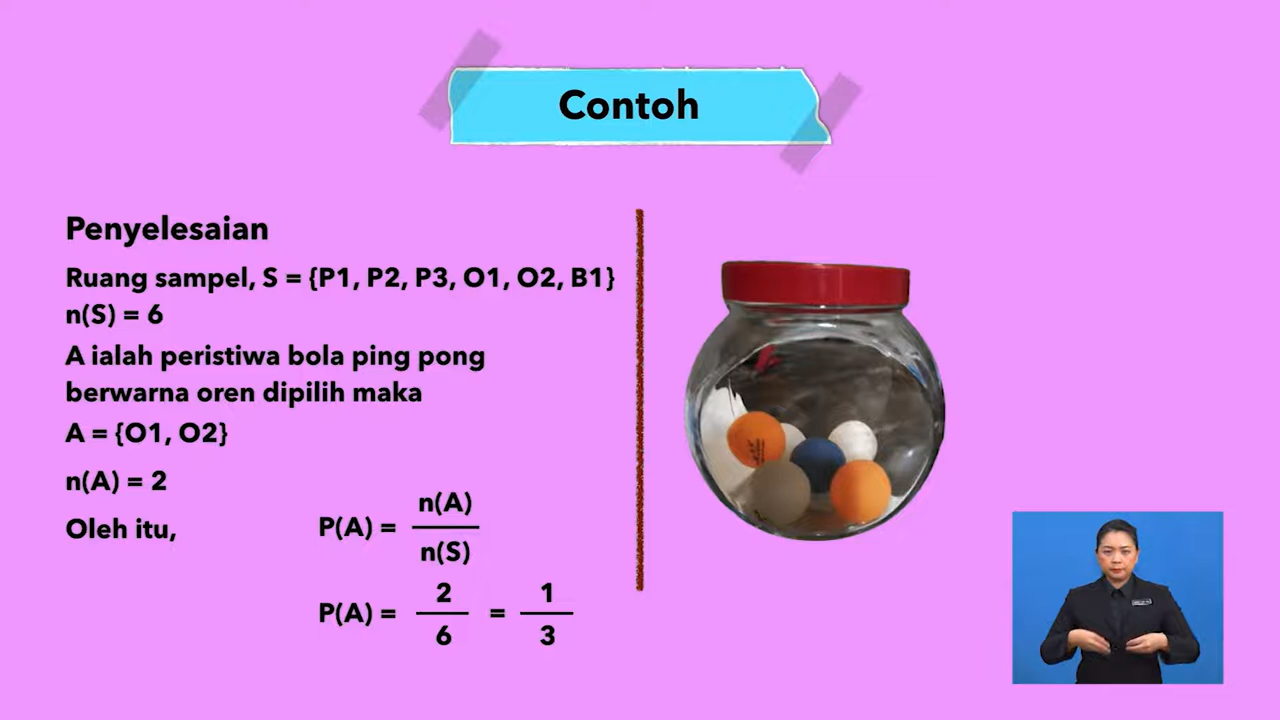 Contoh
Penyelesaian
Ruang sampel, S = {P1, P2, P3, O1, O2, B1}
n(S) = 6
A ialah peristiwa bola ping pong
berwarna oren dipilih maka
A = {O1, O2}
n(A) = 2
Oleh itu,
P(A) = n(A) / n(S)
P(A) = 2 / 6 = 1 / 3